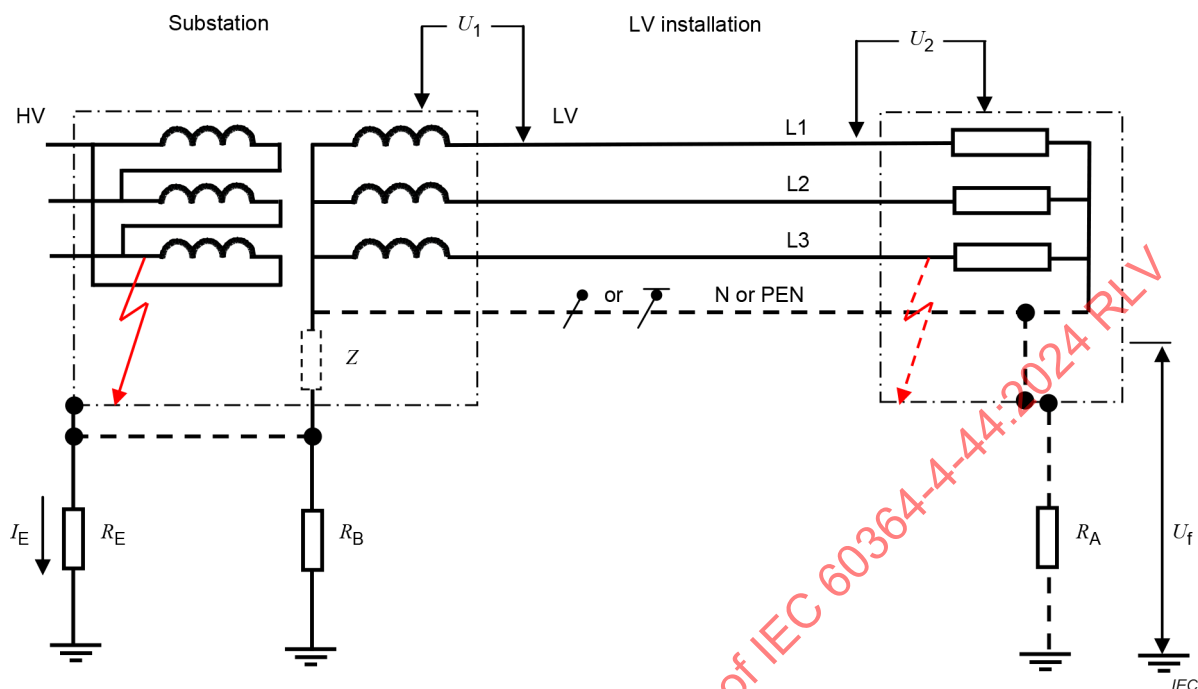 Substation
U1
LV installation
U2
HV
LV
L1
L2
L3
or
N or PEN
Z
IE
RE
RB
RA
Uf
IEC
of IEC 60364-4-44:2024 RLV